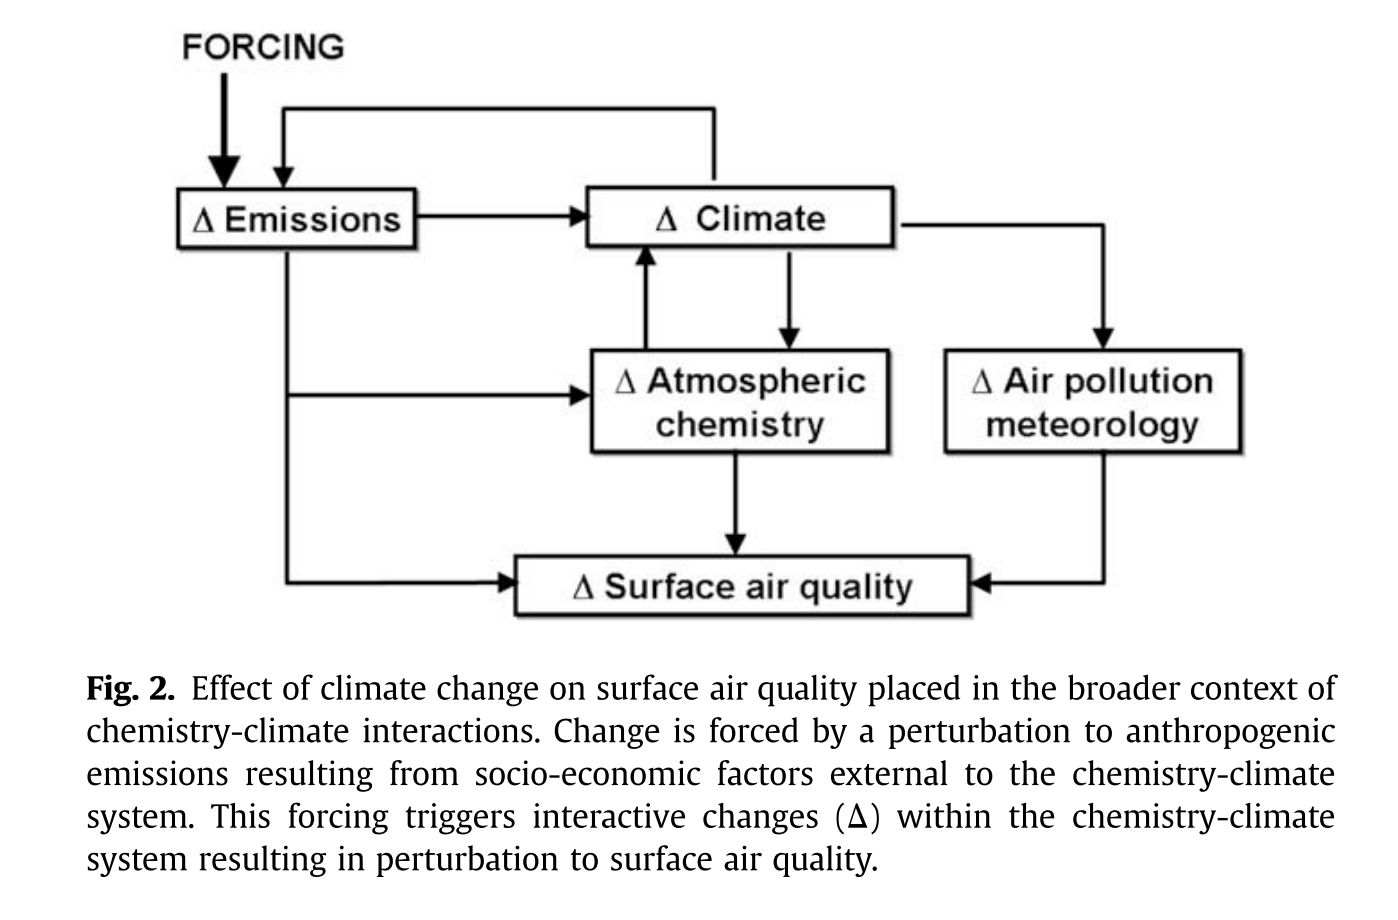 FORCING
Δ Emissions
Δ Climate
Δ Atmospheric
chemistry
Δ Air pollution
meteorology
Δ Surface air quality
Fig. 2. Effect of climate change on surface air quality placed in the broader context of
chemistry-climate interactions. Change is forced by a perturbation to anthropogenic
emissions resulting from socio-economic factors external to the chemistry-climate
system. This forcing triggers interactive changes (Δ) within the chemistry-climate
system resulting in perturbation to surface air quality.